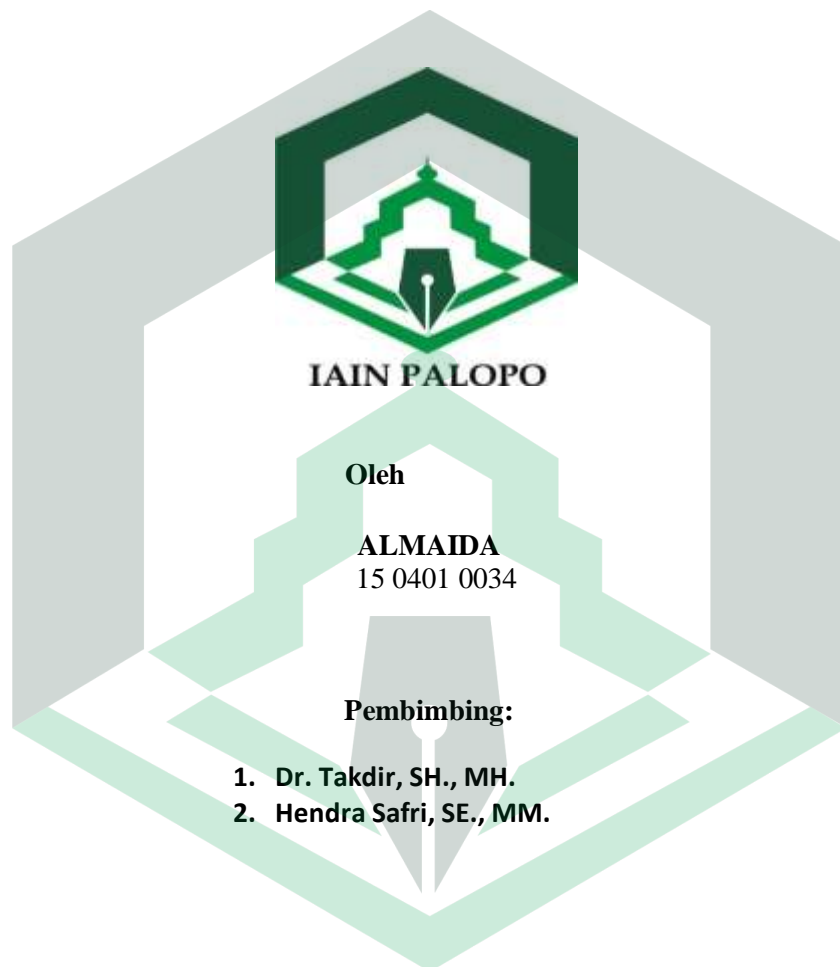 IAIN PALOPO
Oleh
ALMAIDA
15 0401 0034
Pembimbing:
1. Dr. Takdir, SH., MH.
2. Hendra Safri, SE., MM.